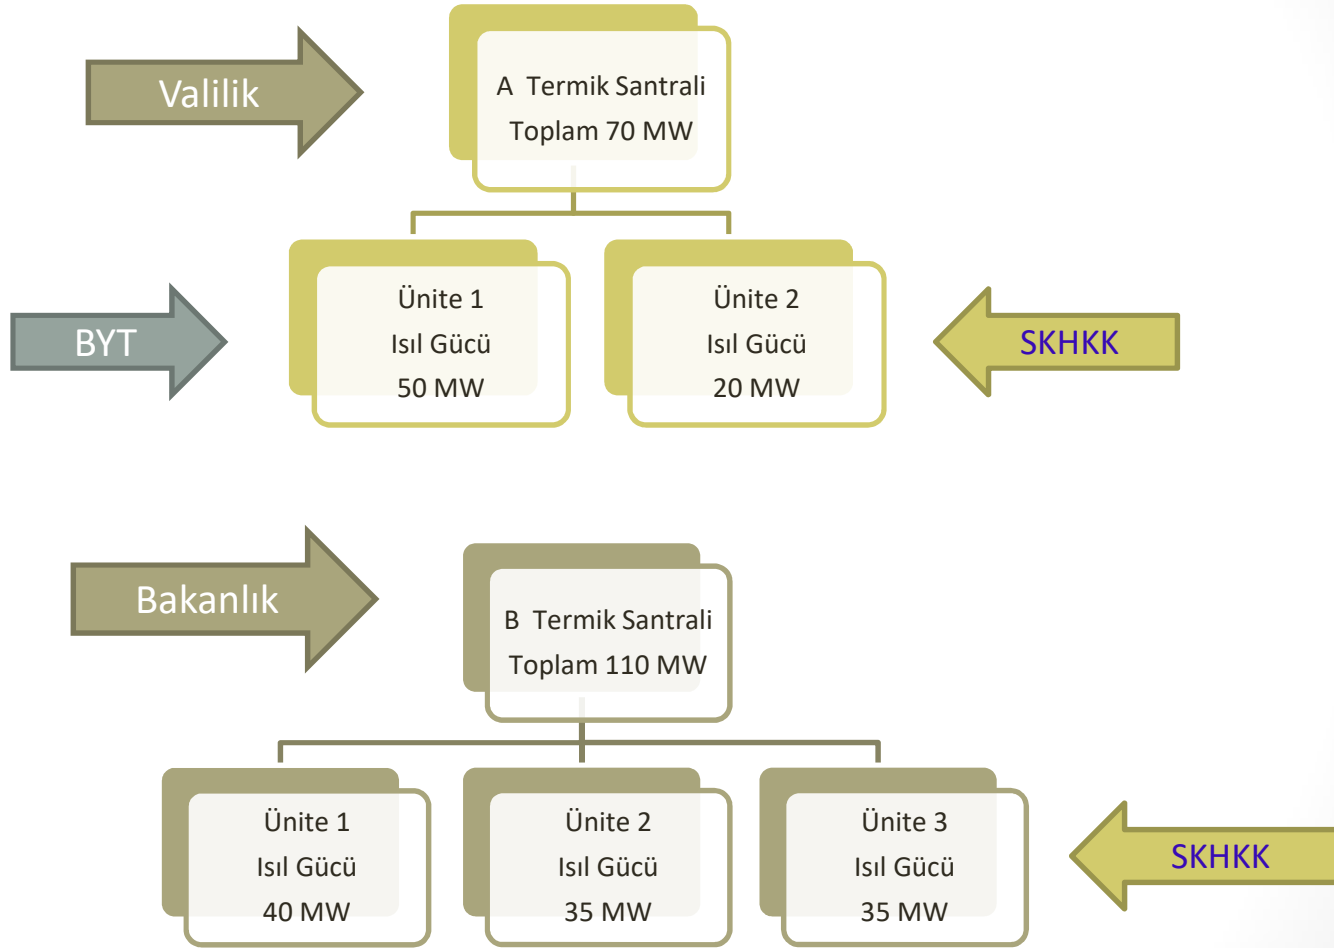 Valilik
A Termik Santrali
Toplam 70 MW
BYT
Ünite 1
Isıl Gücü
50 MW
Ünite 2
Isıl Gücü
20 MW
SKHKK
Bakanlık
B Termik Santrali
Toplam 110 MW
Ünite 1
Isıl Gücü
40 MW
Ünite 2
Isıl Gücü
35 MW
Ünite 3
Isıl Gücü
35 MW
SKHKK